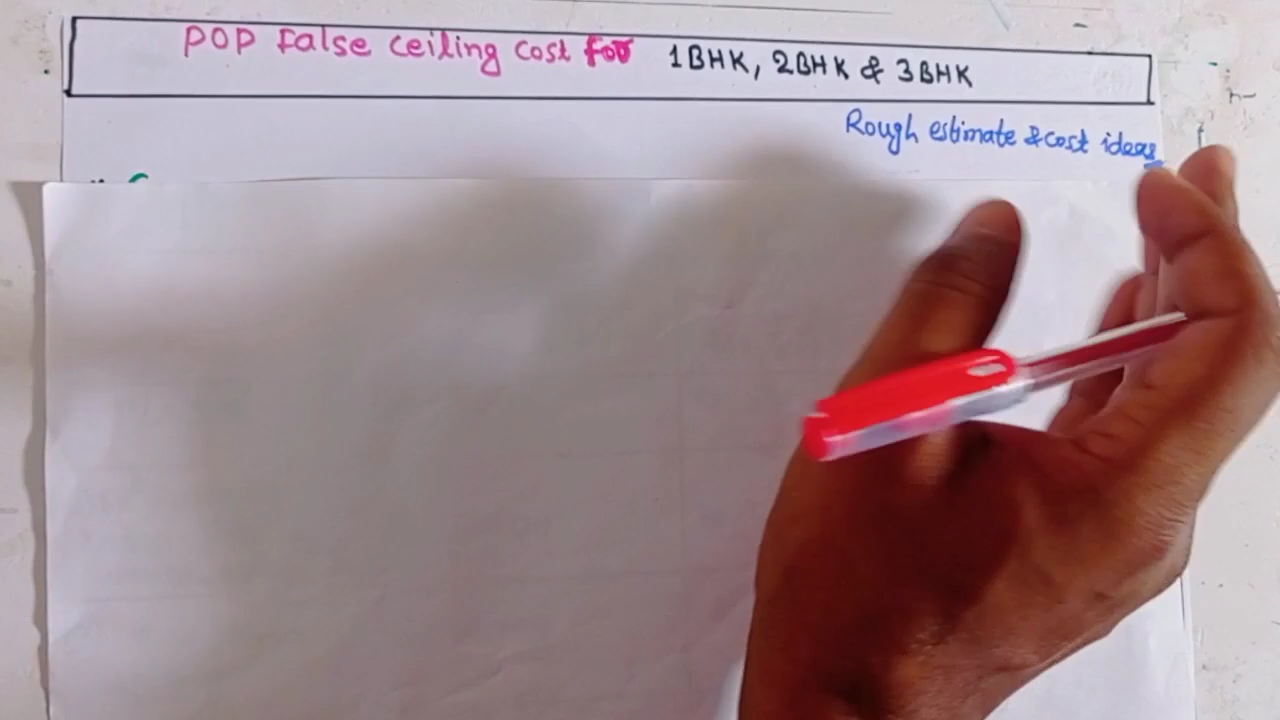 POP False ceiling cost for 1BHK, 2BHK & 3BHK
Rough estimate & cost ideas